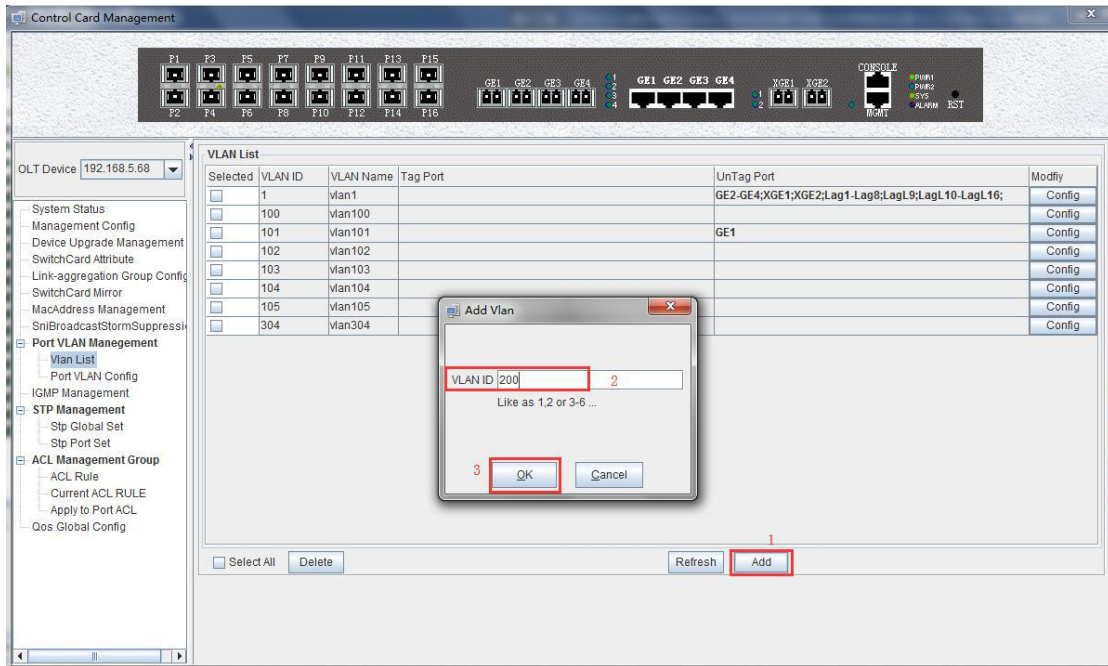 Control Card Management
P1 P3 P5 P7 P9 P11 P13 P15
P2 P4 P6 P8 P10 P12 P14 P16
GE1 GE2 GE3 GE4
1
2
3
4
GE1 GE2 GE3 GE4
XGE1 XGE2
1
2
CONSOLE
MGMT
PWR1
PWR2
SYS
ALARM
RST
OLT Device 192.168.5.68
System Status
Management Config
Device Upgrade Management
SwitchCard Attribute
Link-aggregation Group Config
SwitchCard Mirror
MacAddress Management
SniBroadcastStormSuppressi
Port VLAN Manegement
Vlan List
Port VLAN Config
IGMP Management
STP Management
Stp Global Set
Stp Port Set
ACL Management Group
ACL Rule
Current ACL RULE
Apply to Port ACL
Qos Global Config
VLAN List
Selected VLAN ID VLAN Name Tag Port UnTag Port Modfiy
1 vlan1 GE2-GE4;XGE1;XGE2;Lag1-Lag8;LagL9;LagL10-LagL16; Config
100 vlan100 Config
101 vlan101 GE1 Config
102 vlan102 Config
103 vlan103 Config
104 vlan104 Config
105 vlan105 Config
304 vlan304 Config
Add Vlan
VLAN ID 200 2
Like as 1,2 or 3-6 ...
3 OK Cancel
1
Select All Delete Refresh Add